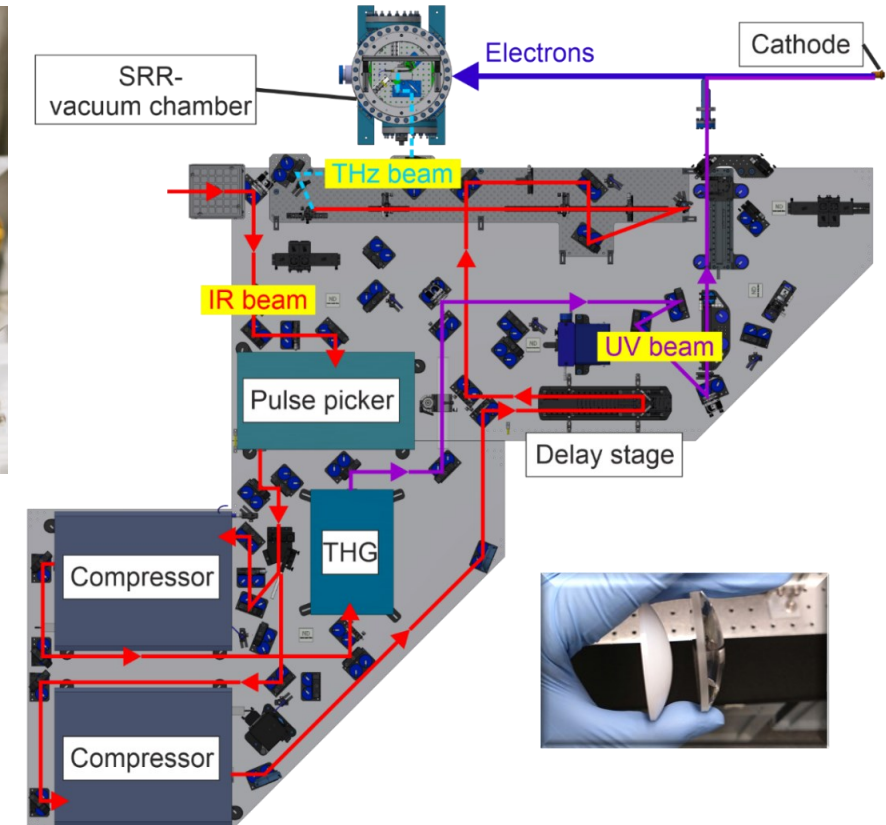 Electrons
Cathode
SRR-
vacuum chamber
THz beam
IR beam
UV beam
Pulse picker
Delay stage
THG
Compressor
Compressor